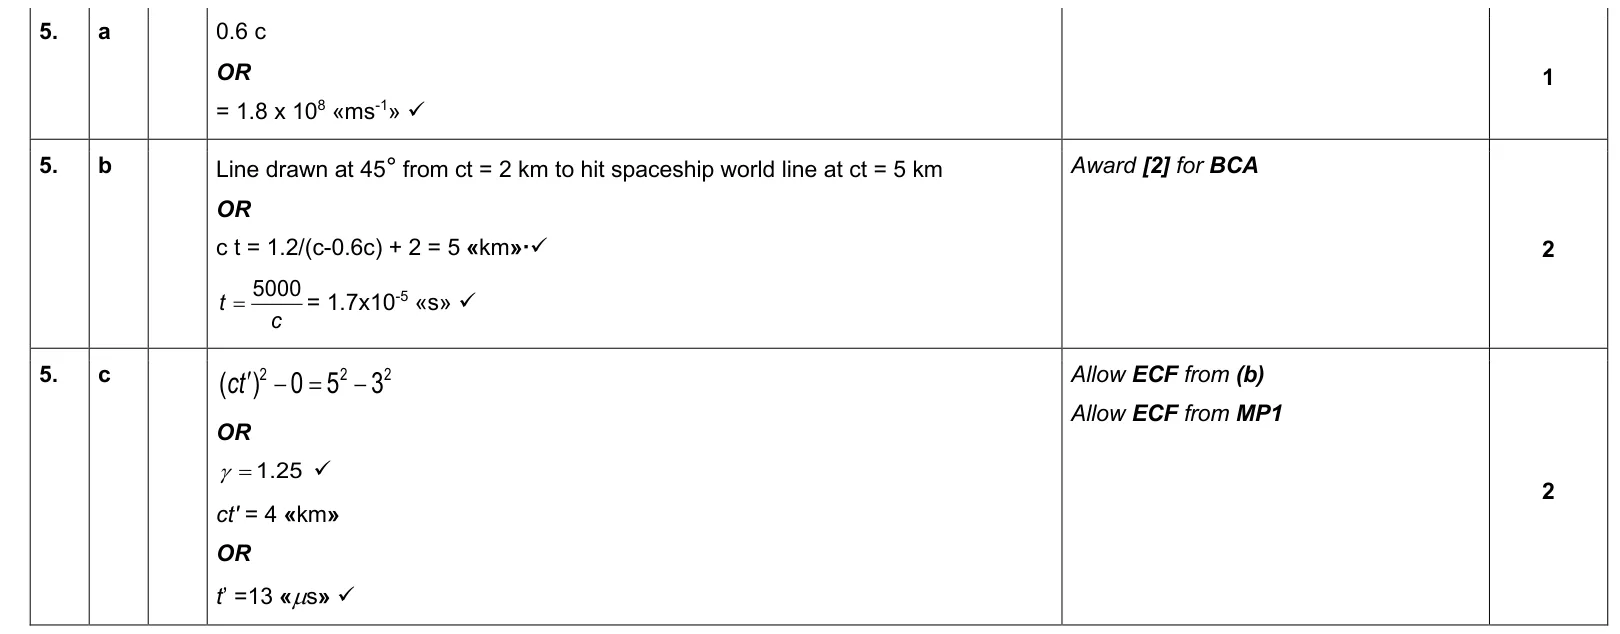 5. a 0.6 c
OR
= 1.8 x 10⁸ «ms⁻¹» ✓
1
5. b Line drawn at 45° from ct = 2 km to hit spaceship world line at ct = 5 km
Award [2] for BCA
OR
c t = 1.2/(c-0.6c) + 2 = 5 «km»·✓
2
t = 5000/c = 1.7x10⁻⁵ «s» ✓
5. c (ct′)² − 0 = 5² − 3²
Allow ECF from (b)
Allow ECF from MP1
OR
γ = 1.25 ✓
2
ct' = 4 «km»
OR
t' =13 «μs» ✓